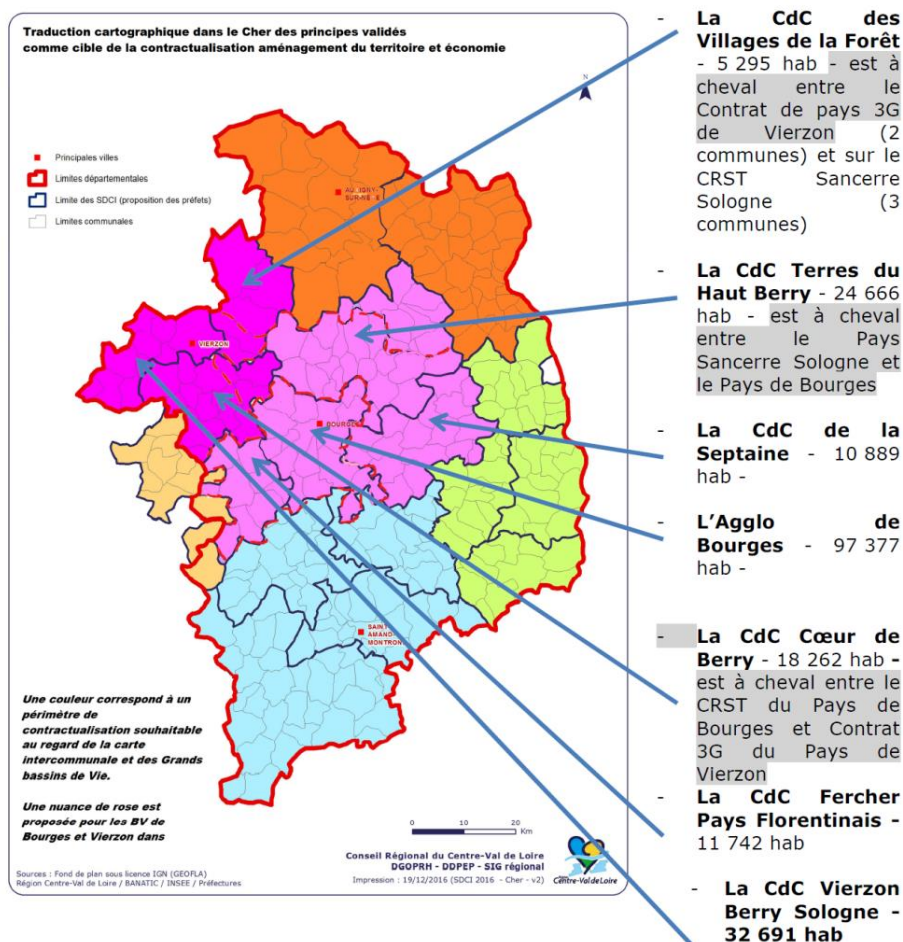 Traduction cartographique dans le Cher des principes validés
comme cible de la contractualisation aménagement du territoire et économie
N
Principales villes
Limites départementales
Limite des SDCI (proposition des préfets)
Limites communales
VIERZON
BOURGES
SAINT
AMAND
MONTRON
Une couleur correspond à un
périmètre de
contractualisation souhaitable
au regard de la carte
intercommunale et des Grands
bassins de Vie.
Une nuance de rose est
proposée pour les BV de
Bourges et Vierzon dans
0 10 20
Km
Conseil Régional du Centre-Val de Loire
DGOPRH - DDPEP - SIG régional
Impression : 19/12/2016 (SDCI 2016 - Cher - v2)
Centre-Val de Loire
Sources : Fond de plan sous licence IGN (GEOFLA)
Région Centre-Val de Loire / BANATIC / INSEE / Préfectures
- La CdC des
Villages de la Forêt
- 5 295 hab - est à
cheval entre le
Contrat de pays 3G
de Vierzon (2
communes) et sur le
CRST Sancerre
Sologne (3
communes)
- La CdC Terres du
Haut Berry - 24 666
hab - est à cheval
entre le Pays
Sancerre Sologne et
le Pays de Bourges
- La CdC de la
Septaine - 10 889
hab -
- L'Agglo de
Bourges - 97 377
hab -
- La CdC Cœur de
Berry - 18 262 hab -
est à cheval entre le
CRST du Pays de
Bourges et Contrat
3G du Pays de
Vierzon
- La CdC Fercher
Pays Florentinais -
11 742 hab
- La CdC Vierzon
Berry Sologne -
32 691 hab